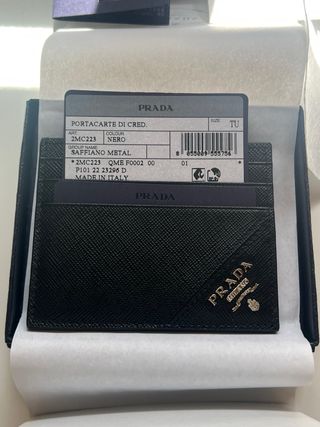 PRADA
PORTACARTE DI CRED.
SIZE
TU
ART.
COLOUR
2MC223
NERO
GROUP NAME
SAFFIANO METAL
*2MC223 QME F0002 00 01 *
P101 22 23296 D
MADE IN ITALY
PRADA
PRADA
MILANO